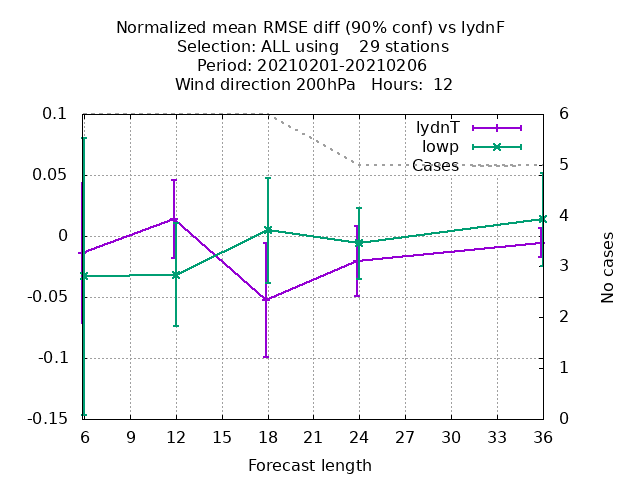 Normalized mean RMSE diff (90% conf) vs lydnF
Selection: ALL using    29 stations
Period: 20210201-20210206
Wind direction 200hPa   Hours:  12
lydnT
lowp
Cases
0.1
0.05
0
-0.05
-0.1
-0.15
6
5
4
3
2
1
0
No cases
6 9 12 15 18 21 24 27 30 33 36
Forecast length